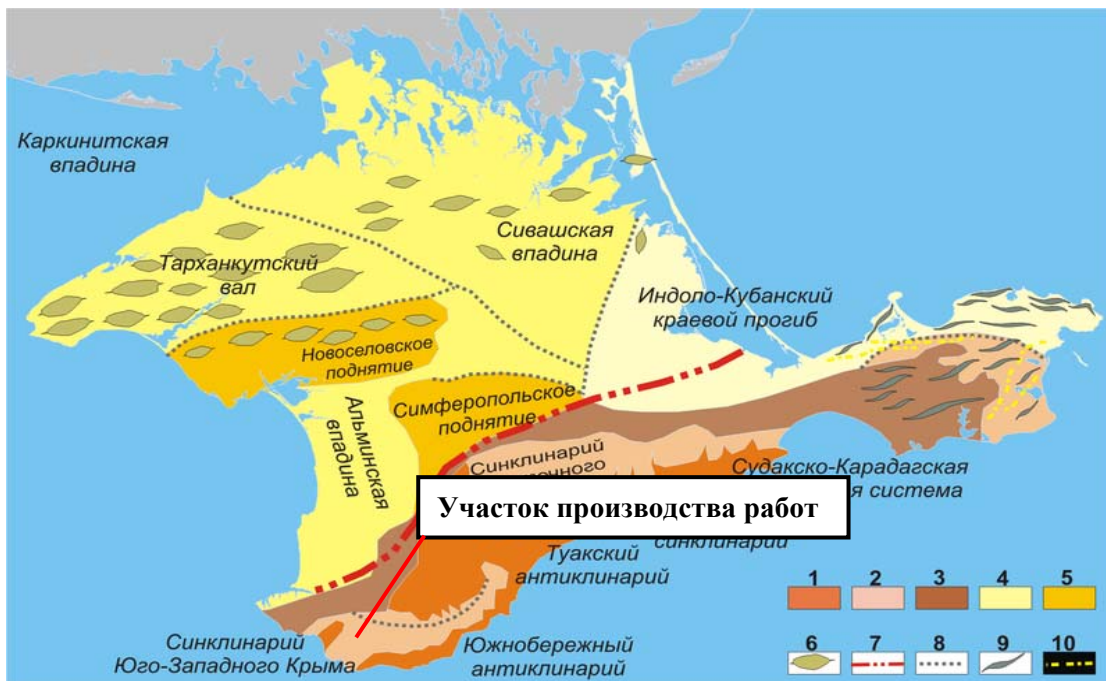 Каркинитская
впадина
Сивашская
впадина
Тарханкутский
вал
Индоло-Кубанский
краевой прогиб
Новоселовское
поднятие
Симферопольское
поднятие
Альминская
впадина
Синклинарий
Судакско-Карадагская
система
Участок производства работ
синклинарий
Туакский
антиклинарий
Синклинарий
Юго-Западного Крыма
Южнобережный
антиклинарий
1 2 3 4 5
6 7 8 9 10